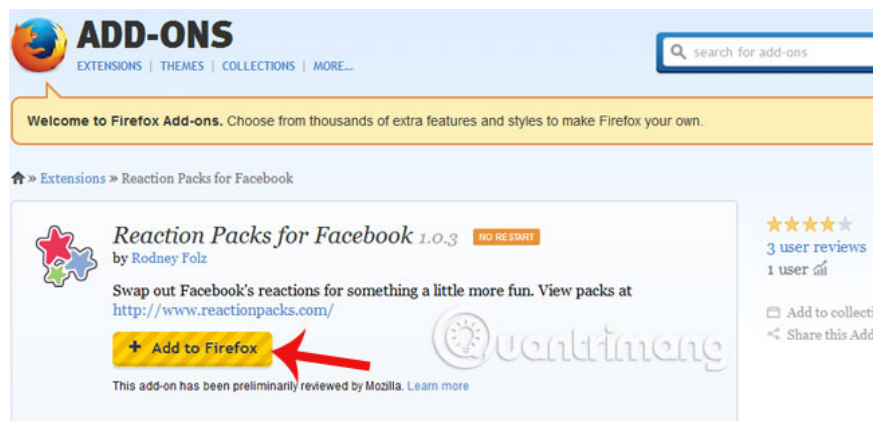 ADD-ONS
EXTENSIONS | THEMES | COLLECTIONS | MORE...
search for add-ons
Welcome to Firefox Add-ons. Choose from thousands of extra features and styles to make Firefox your own.
» Extensions » Reaction Packs for Facebook
Reaction Packs for Facebook 1.0.3 NO RESTART
by Rodney Folz
Swap out Facebook's reactions for something a little more fun. View packs at
http://www.reactionpacks.com/
+ Add to Firefox
This add-on has been preliminarily reviewed by Mozilla. Learn more
3 user reviews
1 user
Add to collecti
Share this Add
Quantrimang